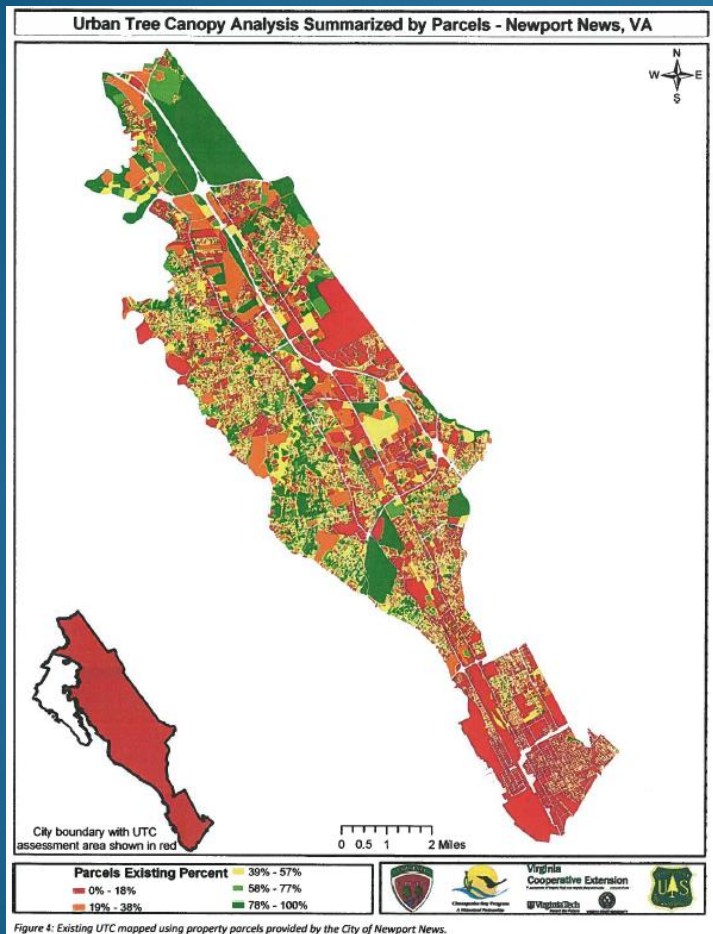 Urban Tree Canopy Analysis Summarized by Parcels - Newport News, VA
N
W E
S
City boundary with UTC
assessment area shown in red
0 0.5 1 2 Miles
Parcels Existing Percent
0% - 18%
19% - 38%
39% - 57%
58% - 77%
78% - 100%
Chesapeake Bay Program
A Watershed Partnership
Virginia
Cooperative Extension
VirginiaTech
U S
Figure 4: Existing UTC mapped using property parcels provided by the City of Newport News.